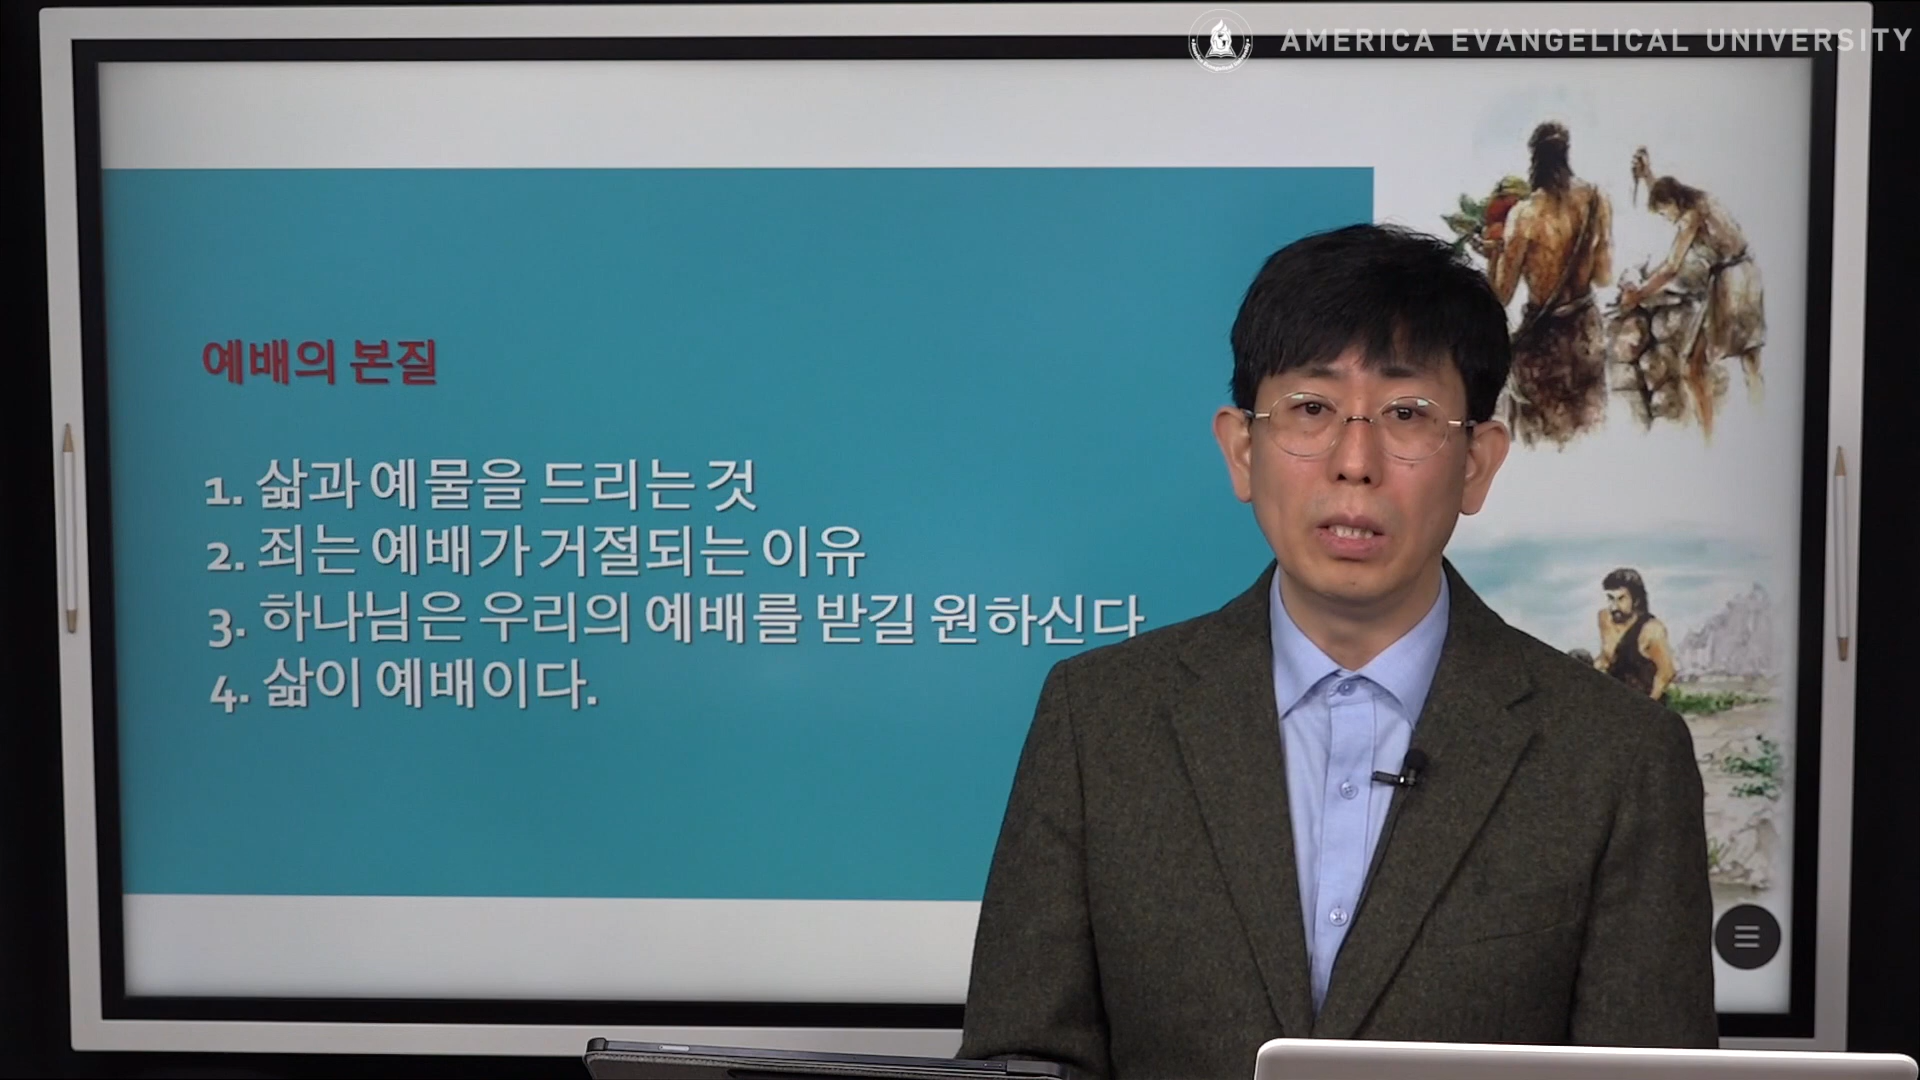 AMERICA EVANGELICAL UNIVERSITY
예배의 본질
1. 삶과 예물을 드리는 것
2. 죄는 예배가 거절되는 이유
3. 하나님은 우리의 예배를 받길 원하신다
4. 삶이 예배이다.